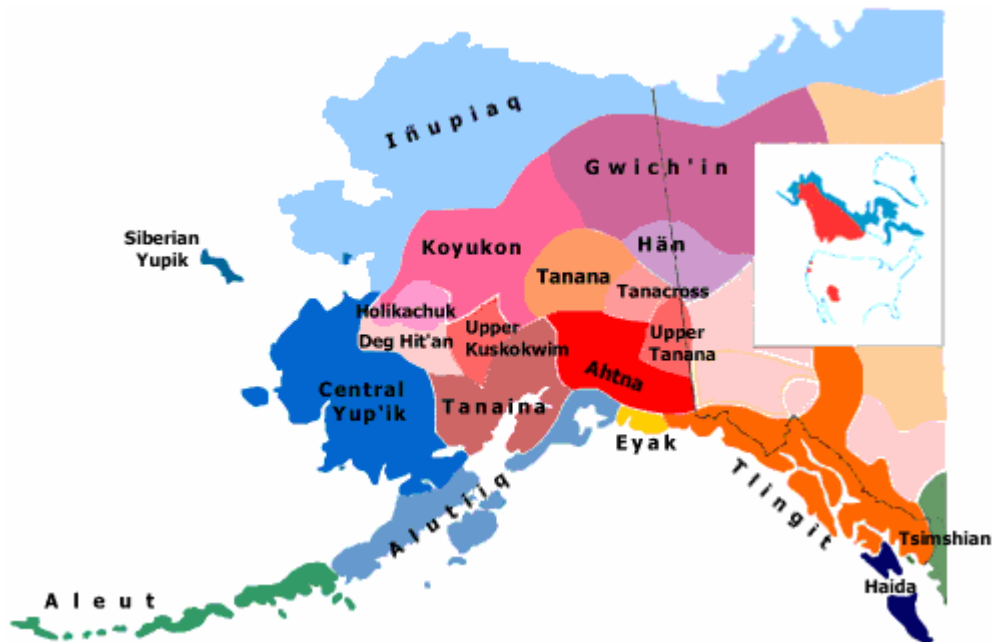 Iñupiaq
Gwich'in
Siberian
Yupik
Koyukon
Hän
Tanana
Tanacross
Holikachuk
Deg Hit'an
Upper
Kuskokwim
Upper
Tanana
Ahtna
Central
Yup'ik
Tanaina
Eyak
Alutiiq
Tlingit
Tsimshian
Haida
Aleut